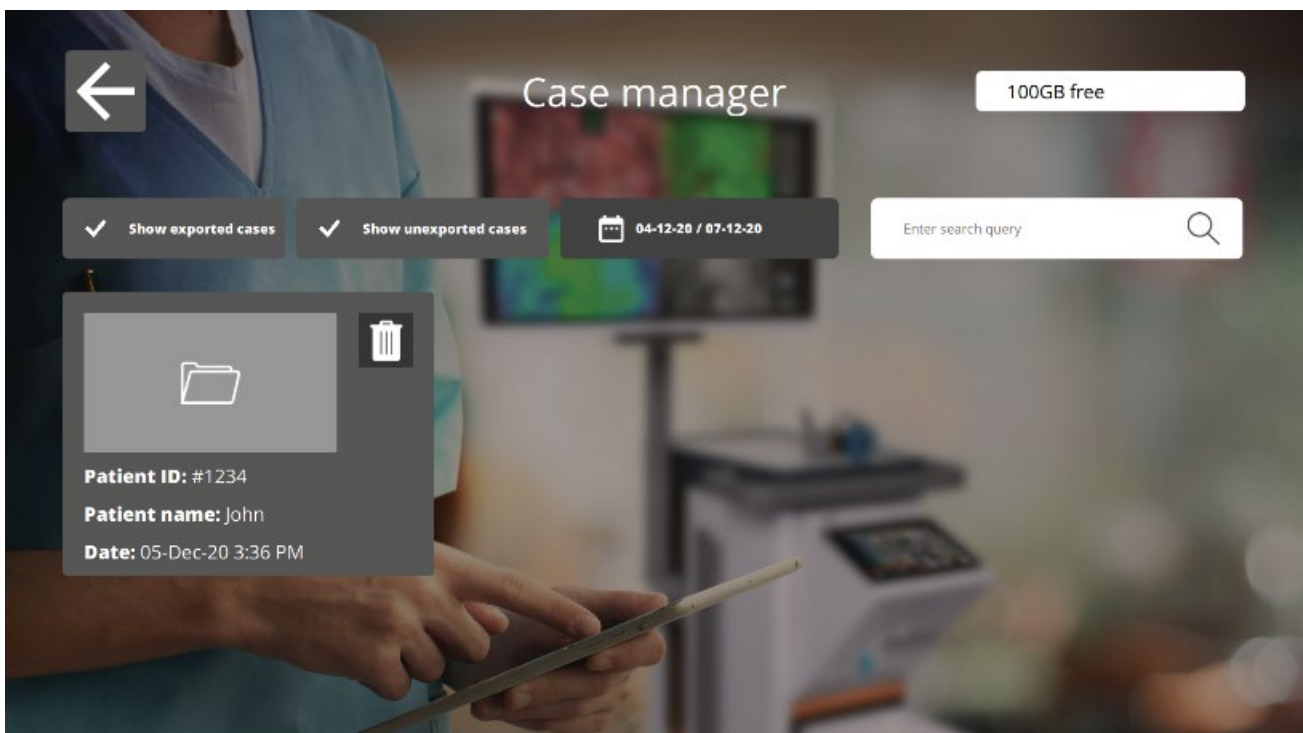 Case manager
100GB free
Show exported cases
Show unexported cases
04-12-20 / 07-12-20
Enter search query
Patient ID: #1234
Patient name: John
Date: 05-Dec-20 3:36 PM